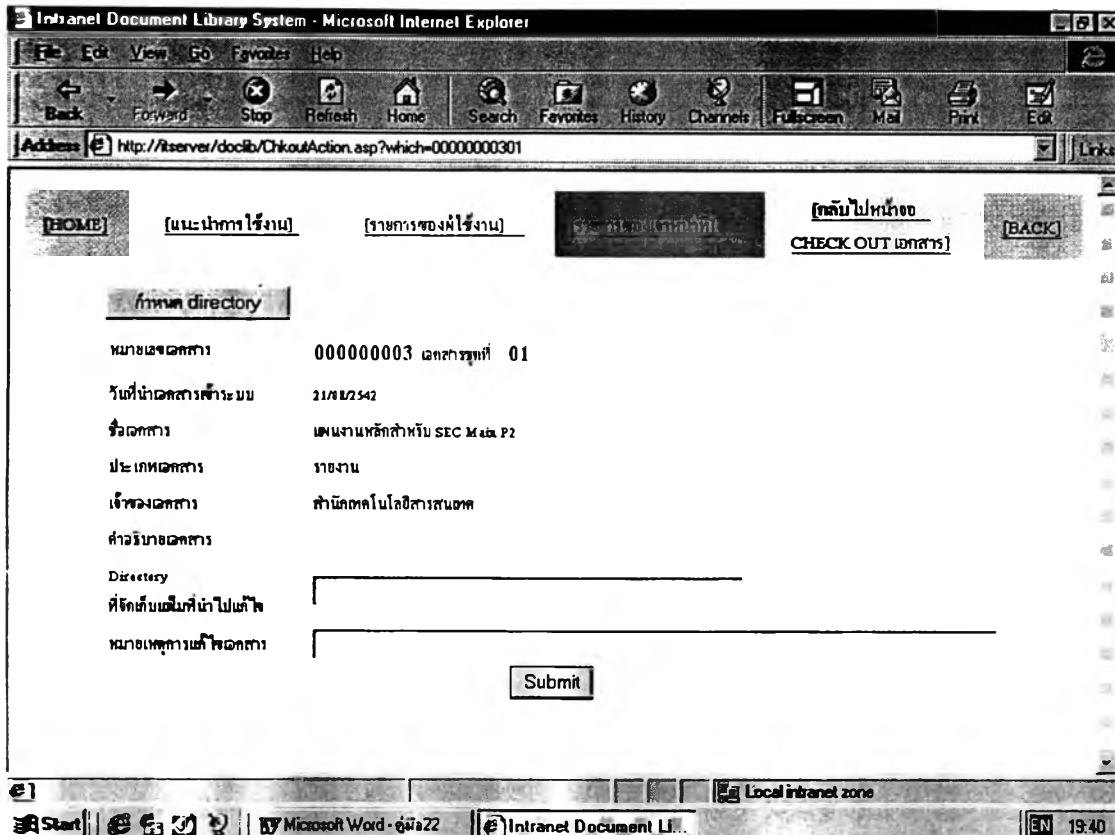 Intranet Document Library System - Microsoft Internet Explorer
File Edit View Go Favorites Help
Back Forward Stop Refresh Home Search Favorites History Channels Fullscreen Mail Print Edit
Address http://itserver/doclib/ChkoutAction.asp?which=00000000301 Links
[HOME] [แนะนำการใช้งาน] [รายการของผู้ใช้งาน] [กลับไปหน้าจอ
CHECK OUT เอกสาร] [BACK]
กำหนด directory
หมายเลขเอกสาร 000000003 เอกสารชุดที่ 01
วันที่นำเอกสารเข้าระบบ
ชื่อเอกสาร แผนงานหลักสำหรับ SEC Main P2
ประเภทเอกสาร รายงาน
เจ้าของเอกสาร สำนักเทคโนโลยีสารสนเทศ
คำอธิบายเอกสาร
Directory
ที่จัดเก็บแฟ้มที่นำไปแก้ไข
หมายเหตุการแก้ไขเอกสาร
Submit
Local intranet zone
Start Microsoft Word - คู่มือ22 Intranet Document Li... EN 19:40